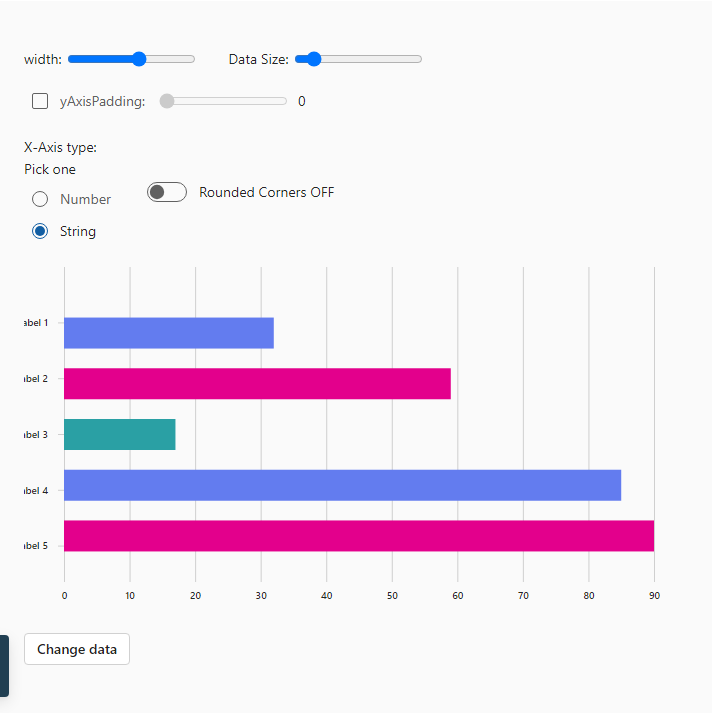 width:
Data Size:
yAxisPadding:
0
X-Axis type:
Pick one
Number
Rounded Corners OFF
String
abel 1
abel 2
abel 3
abel 4
abel 5
0 10 20 30 40 50 60 70 80 90
Change data